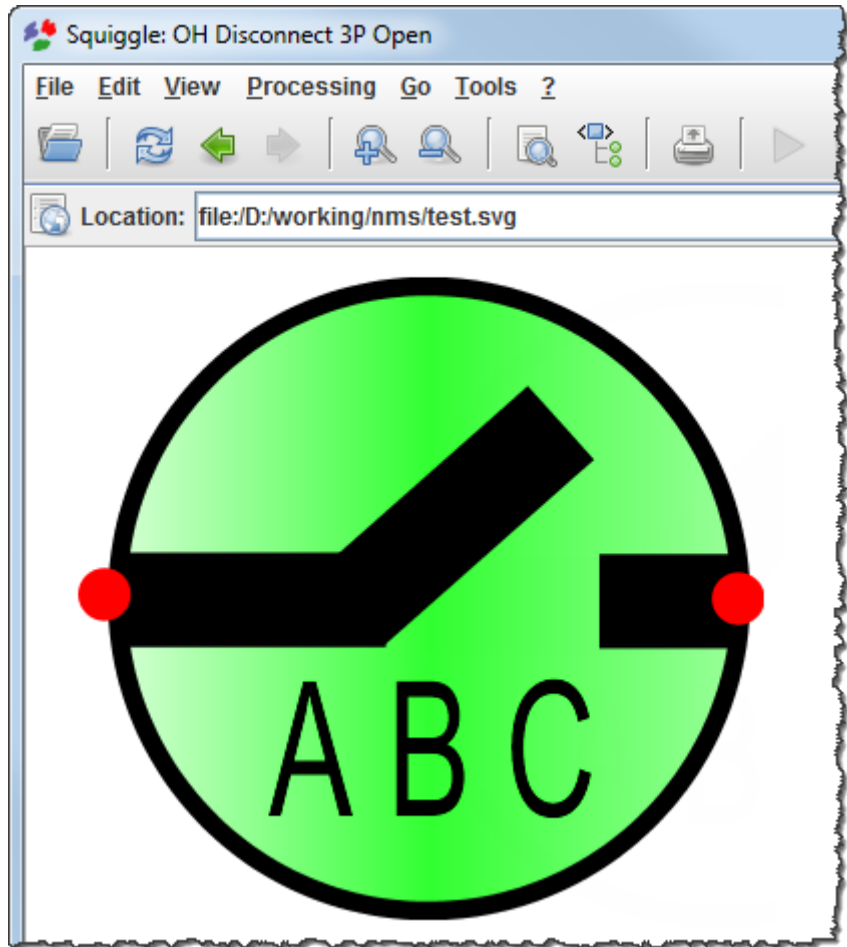 Squiggle: OH Disconnect 3P Open
File Edit View Processing Go Tools ?
Location: file:/D:/working/nms/test.svg
A B C